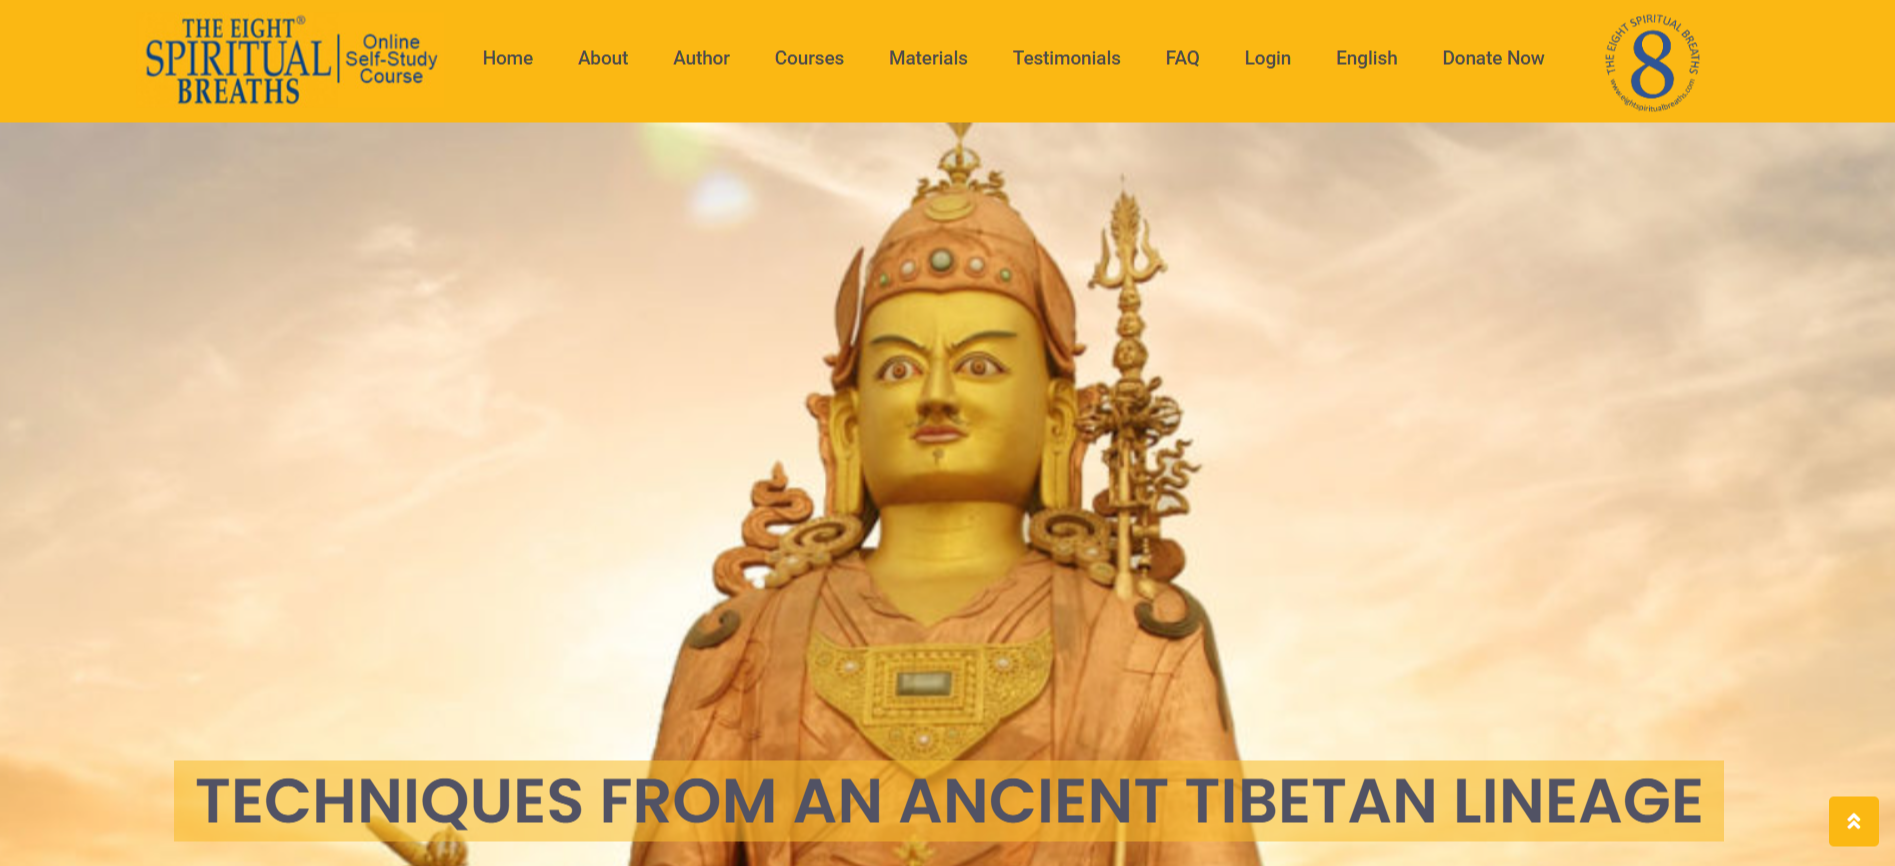 THE EIGHT®
SPIRITUAL
BREATHS
Online
Self-Study
Course
Home
About
Author
Courses
Materials
Testimonials
FAQ
Login
English
Donate Now
THE EIGHT SPIRITUAL BREATHS
8
www.eightspiritualbreaths.com
TECHNIQUES FROM AN ANCIENT TIBETAN LINEAGE